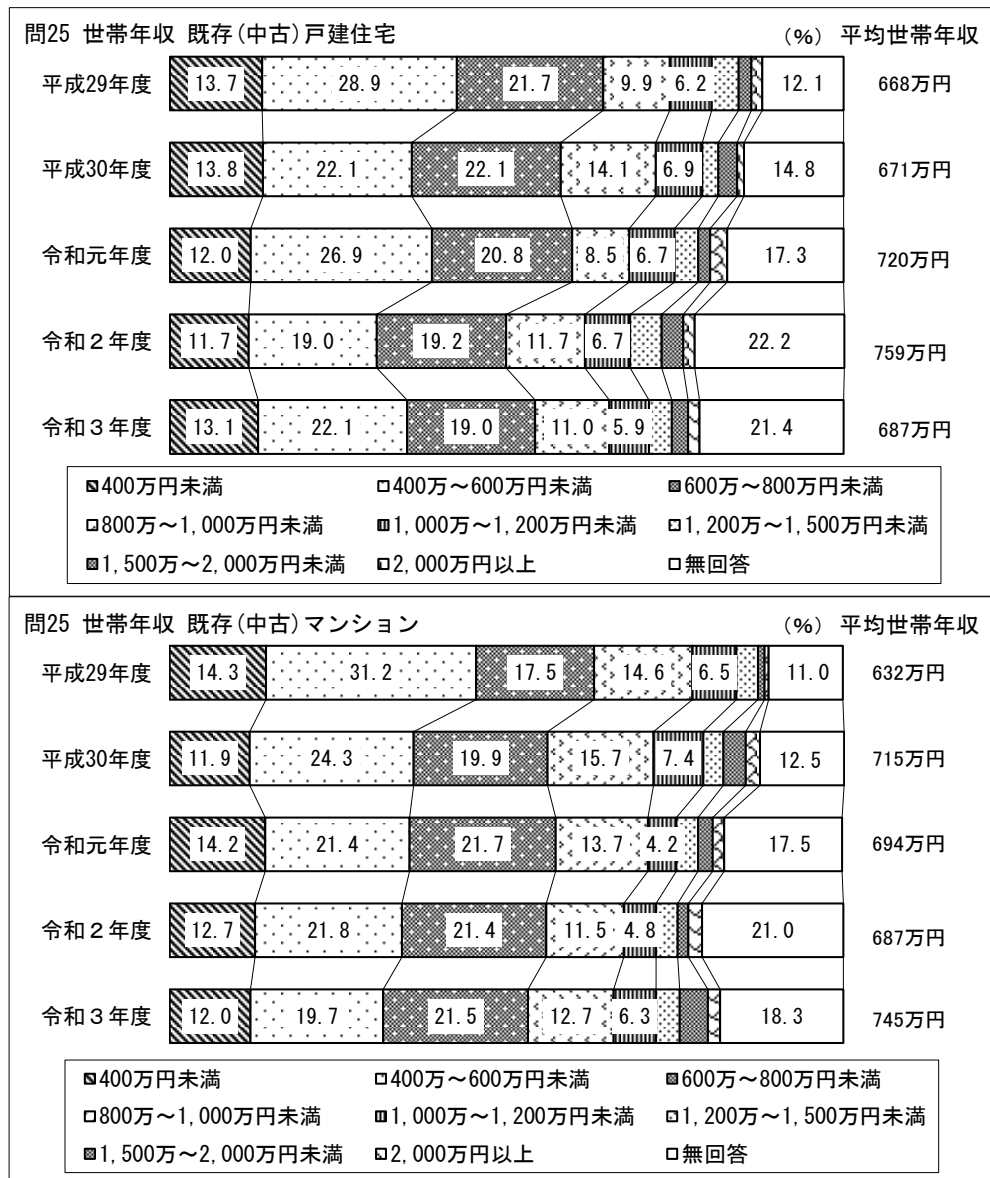 問25 世帯年収 既存(中古)戸建住宅 (%) 平均世帯年収
平成29年度 13.7 28.9 21.7 9.9 6.2 12.1 668万円
平成30年度 13.8 22.1 22.1 14.1 6.9 14.8 671万円
令和元年度 12.0 26.9 20.8 8.5 6.7 17.3 720万円
令和2年度 11.7 19.0 19.2 11.7 6.7 22.2 759万円
令和3年度 13.1 22.1 19.0 11.0 5.9 21.4 687万円
400万円未満 400万～600万円未満 600万～800万円未満
800万～1,000万円未満 1,000万～1,200万円未満 1,200万～1,500万円未満
1,500万～2,000万円未満 2,000万円以上 無回答
問25 世帯年収 既存(中古)マンション (%) 平均世帯年収
平成29年度 14.3 31.2 17.5 14.6 6.5 11.0 632万円
平成30年度 11.9 24.3 19.9 15.7 7.4 12.5 715万円
令和元年度 14.2 21.4 21.7 13.7 4.2 17.5 694万円
令和2年度 12.7 21.8 21.4 11.5 4.8 21.0 687万円
令和3年度 12.0 19.7 21.5 12.7 6.3 18.3 745万円
400万円未満 400万～600万円未満 600万～800万円未満
800万～1,000万円未満 1,000万～1,200万円未満 1,200万～1,500万円未満
1,500万～2,000万円未満 2,000万円以上 無回答